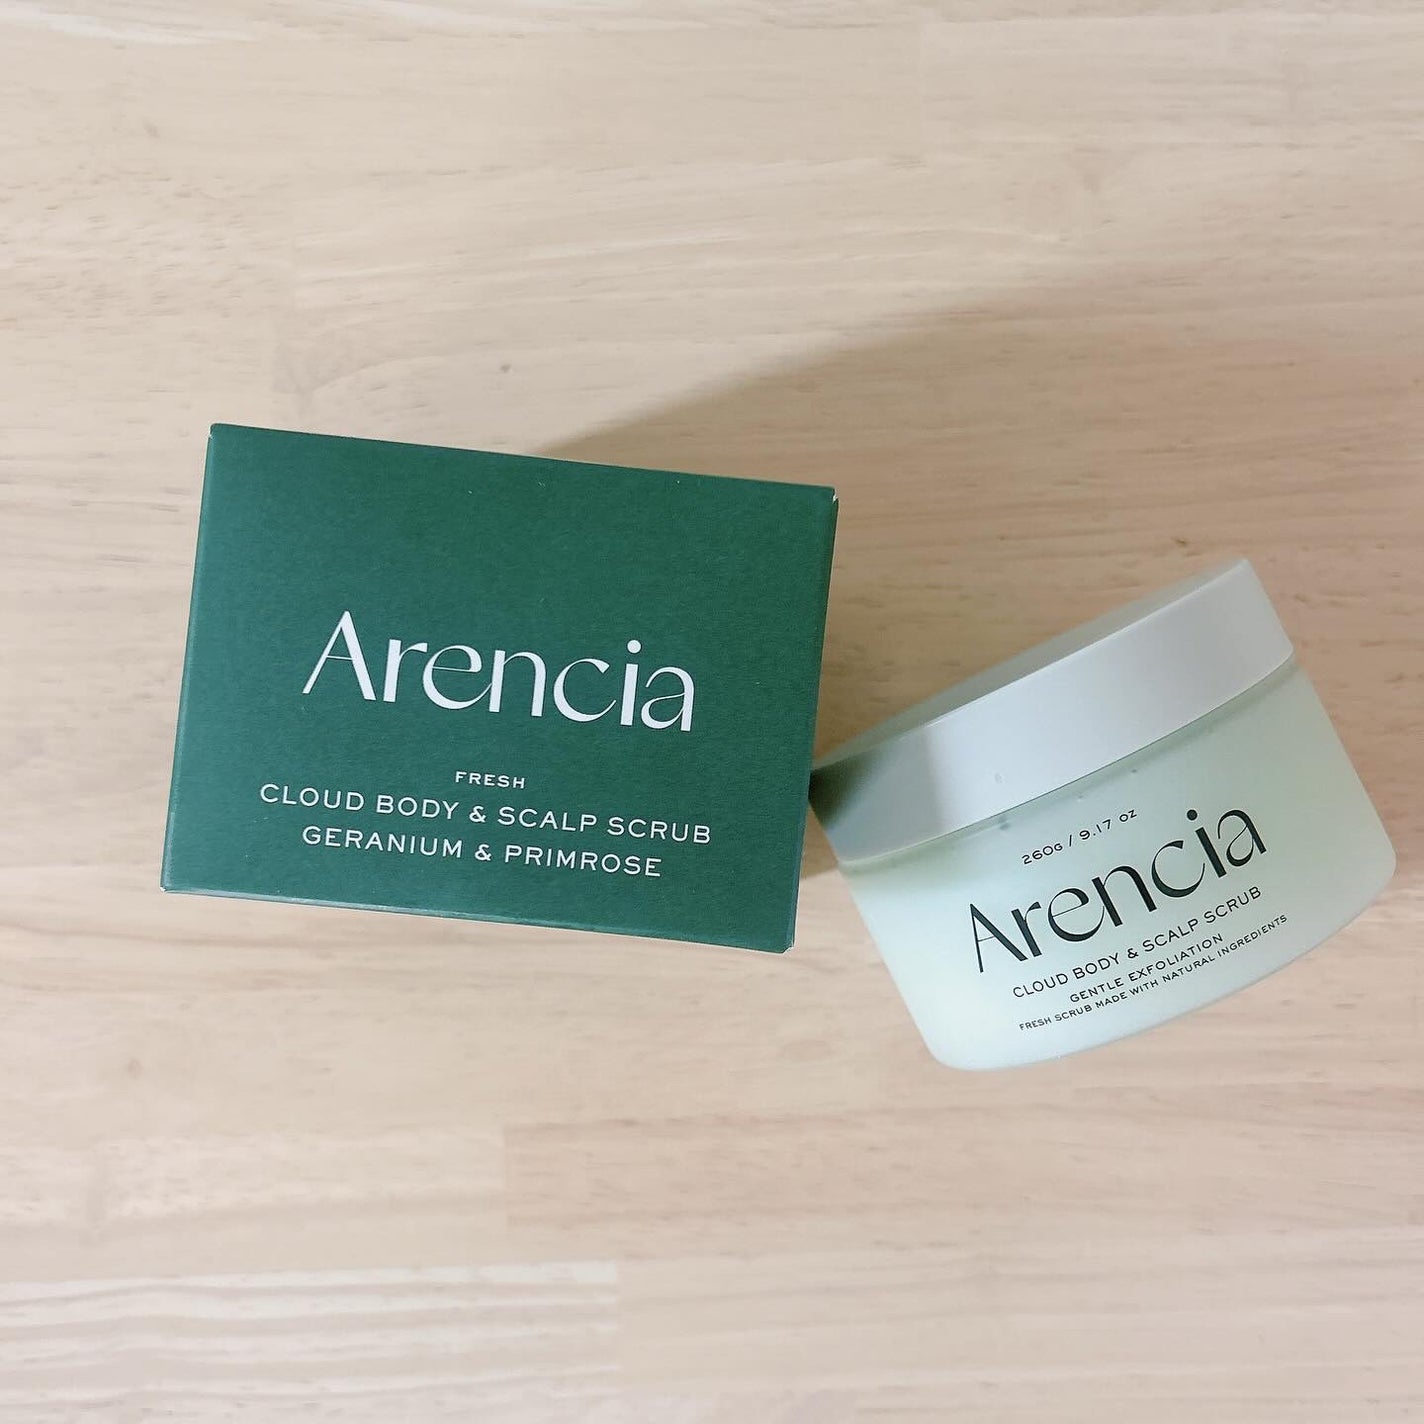 Arencia
FRESH
CLOUD BODY & SCALP SCRUB
GERANIUM & PRIMROSE
260G / 9.17 OZ
Arencia
CLOUD BODY & SCALP SCRUB
GENTLE EXFOLIATION
FRESH SCRUB MADE WITH NATURAL INGREDIENTS